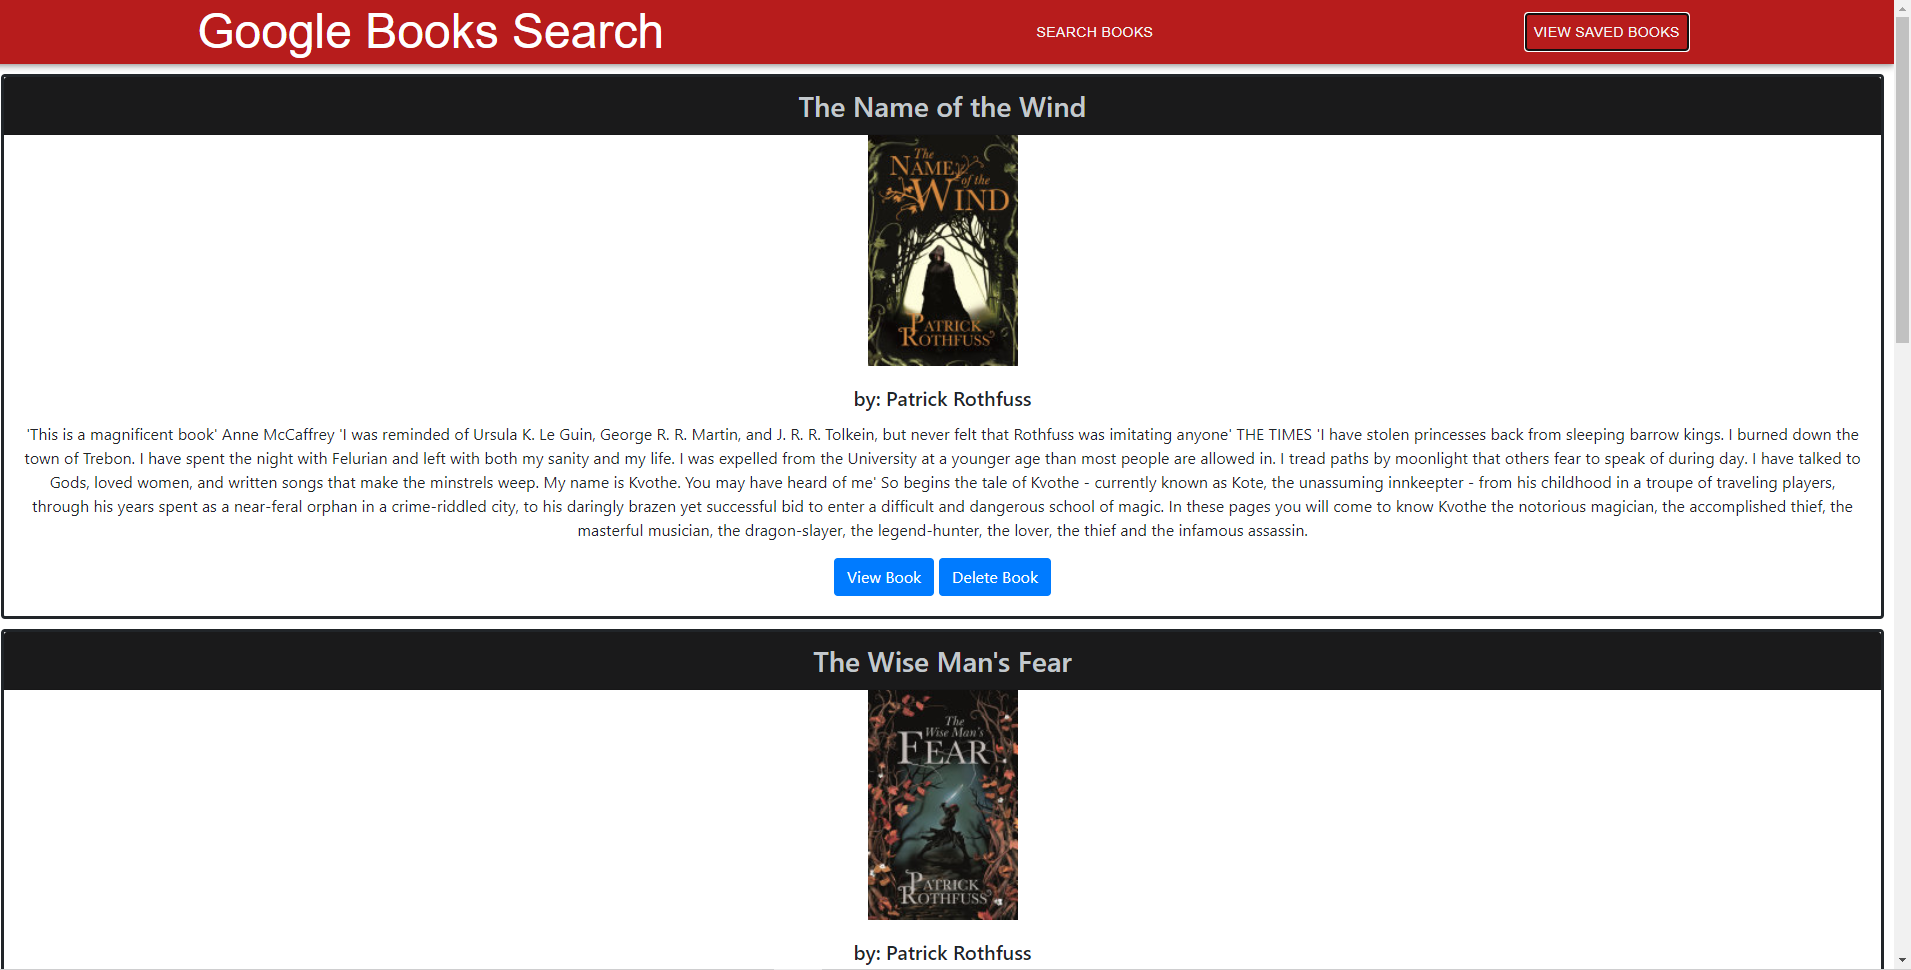 Google Books Search
SEARCH BOOKS
VIEW SAVED BOOKS
The Name of the Wind
The
NAME
of the
WIND
PATRICK
ROTHFUSS
by: Patrick Rothfuss
'This is a magnificent book' Anne McCaffrey 'I was reminded of Ursula K. Le Guin, George R. R. Martin, and J. R. R. Tolkein, but never felt that Rothfuss was imitating anyone' THE TIMES 'I have stolen princesses back from sleeping barrow kings. I burned down the
town of Trebon. I have spent the night with Felurian and left with both my sanity and my life. I was expelled from the University at a younger age than most people are allowed in. I tread paths by moonlight that others fear to speak of during day. I have talked to
Gods, loved women, and written songs that make the minstrels weep. My name is Kvothe. You may have heard of me' So begins the tale of Kvothe - currently known as Kote, the unassuming innkeeper - from his childhood in a troupe of traveling players,
through his years spent as a near-feral orphan in a crime-riddled city, to his daringly brazen yet successful bid to enter a difficult and dangerous school of magic. In these pages you will come to know Kvothe the notorious magician, the accomplished thief, the
masterful musician, the dragon-slayer, the legend-hunter, the lover, the thief and the infamous assassin.
View Book
Delete Book
The Wise Man's Fear
The
Wise Man's
FEAR
PATRICK
ROTHFUSS
by: Patrick Rothfuss